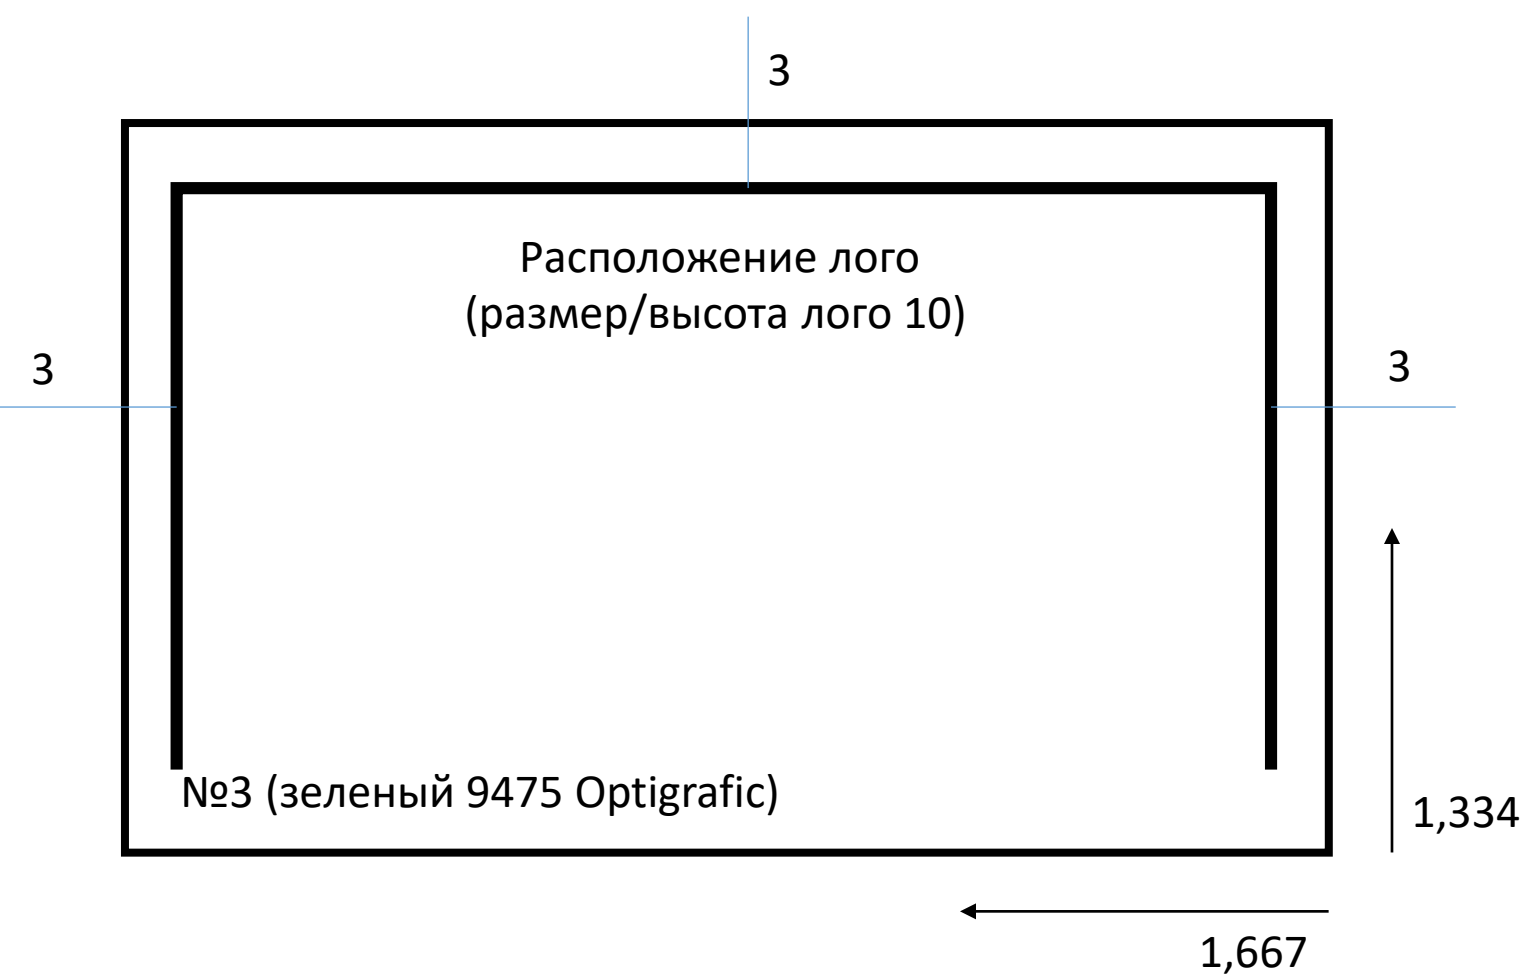 3
Расположение лого
(размер/высота лого 10)
3
3
№3 (зеленый 9475 Optigrafic)
1,334
1,667